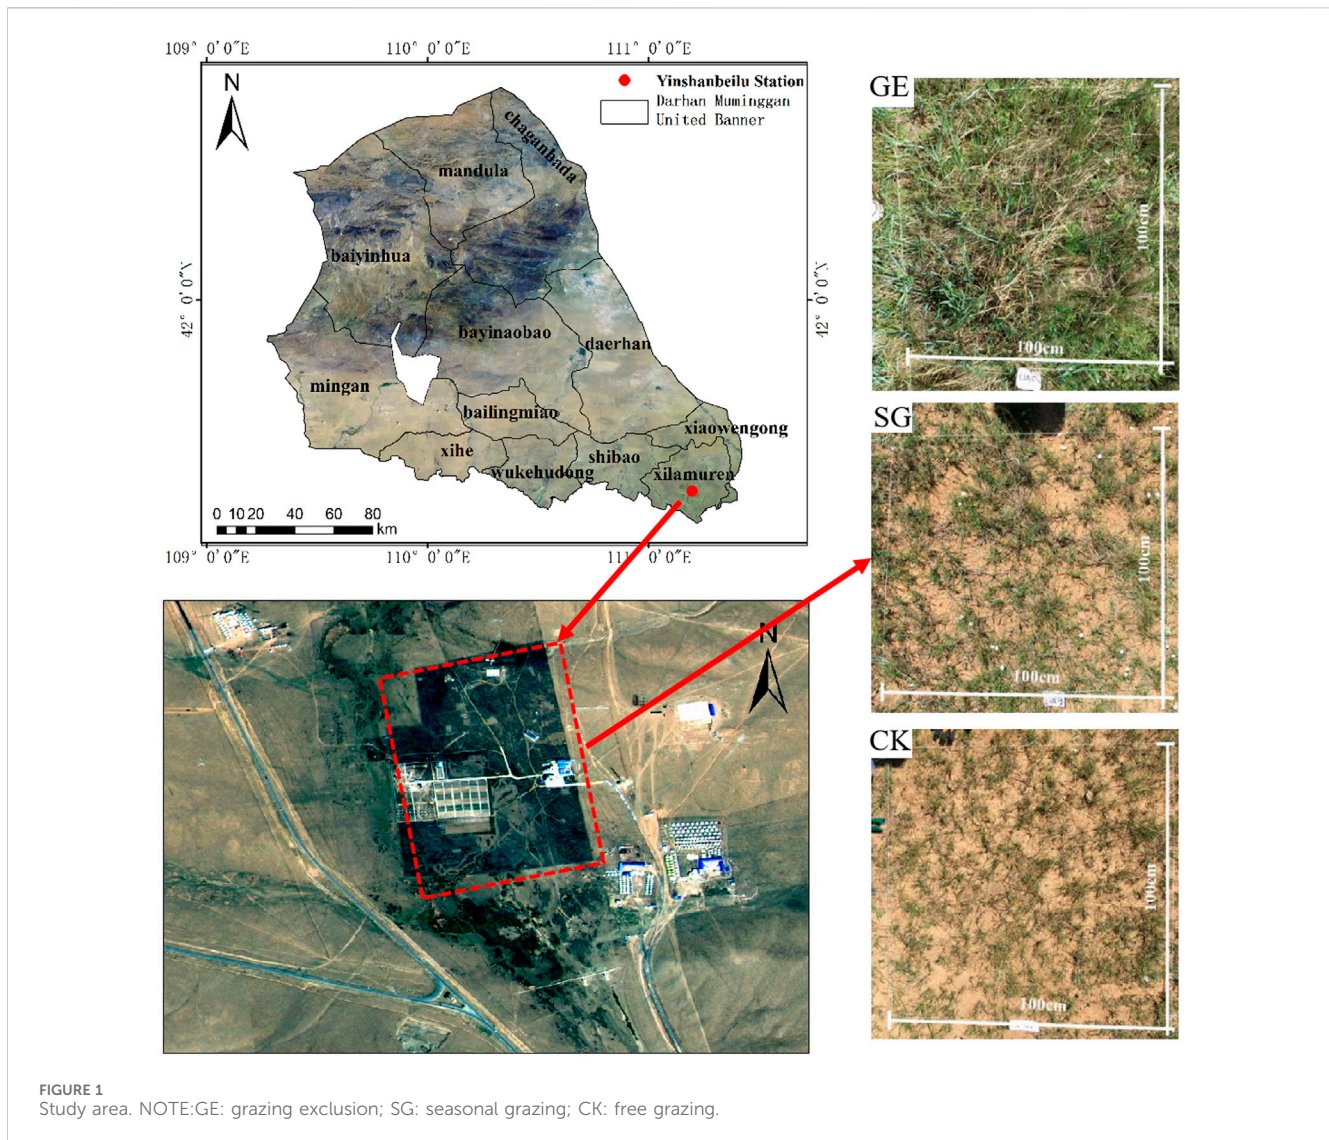 109° 0′0″E 110° 0′0″E 111° 0′0″E
N
Yinshanbeilu Station
Darhan Muminggan
United Banner
chaganhada
mandula
baiyinhua
42° 0′0″N
42° 0′0″N
bayinaobao
daerhan
mingan
bailingmiao
xiaowengong
xihe
shibao
wukehudong
xilamuren
0 10 20 40 60 80
km
109° 0′0″E 110° 0′0″E 111° 0′0″E
N
GE
100cm
100cm
SG
100cm
100cm
CK
100cm
100cm
FIGURE 1
Study area. NOTE:GE: grazing exclusion; SG: seasonal grazing; CK: free grazing.